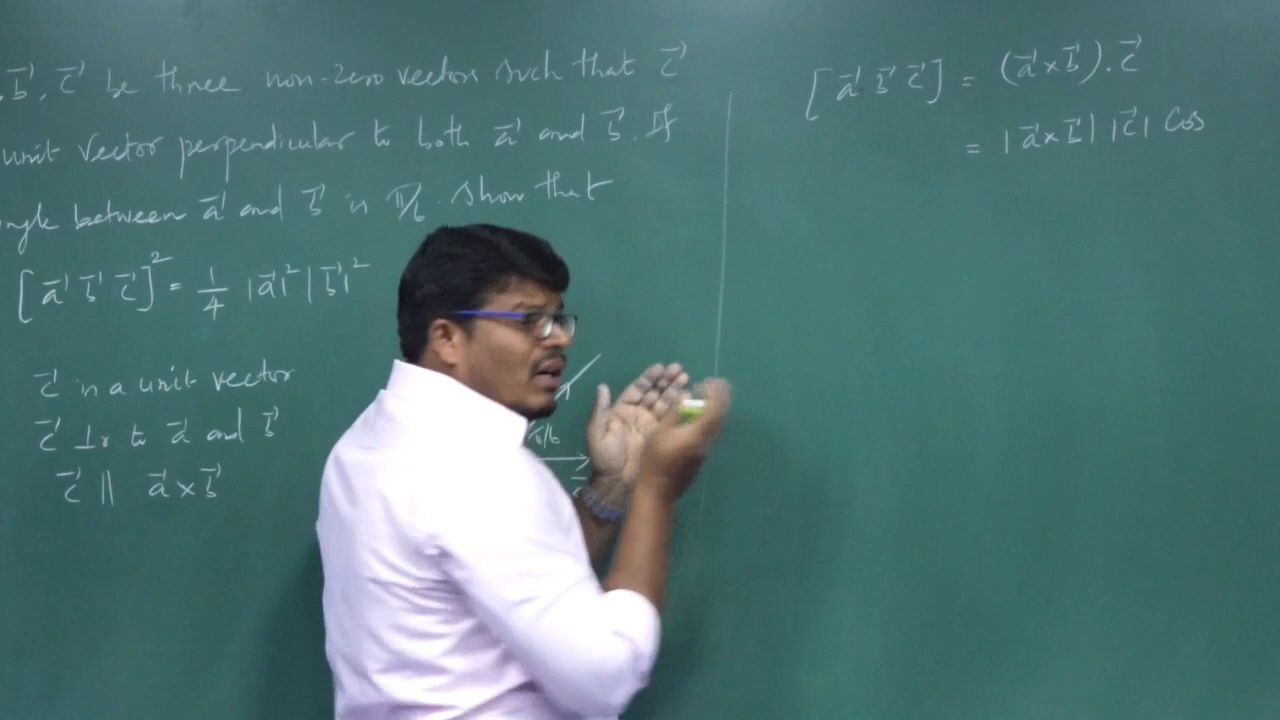 b⃗, c⃗ be three non-zero vectors such that c⃗
unit vector perpendicular to both a⃗ and b⃗. If
ngle between a⃗ and b⃗ is π/6. Show that
[a⃗ b⃗ c⃗]² = 1/4 |a⃗|² |b⃗|²
c⃗ is a unit vector
c⃗ ⊥r to a⃗ and b⃗
c⃗ || a⃗ × b⃗
π/6
[a⃗ b⃗ c⃗] = (a⃗×b⃗).c⃗
= |a⃗×b⃗| |c⃗| Cos